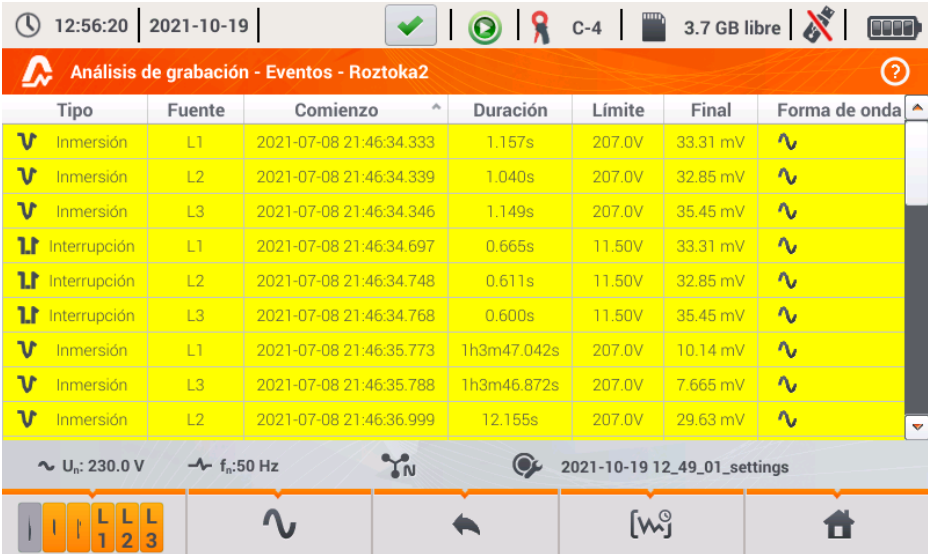 12:56:20 2021-10-19 C-4 3.7 GB libre
Análisis de grabación - Eventos - Roztoka2 ?
Tipo Fuente Comienzo Duración Límite Final Forma de onda
Inmersión L1 2021-07-08 21:46:34.333 1.157s 207.0V 33.31 mV
Inmersión L2 2021-07-08 21:46:34.339 1.040s 207.0V 32.85 mV
Inmersión L3 2021-07-08 21:46:34.346 1.149s 207.0V 35.45 mV
Interrupción L1 2021-07-08 21:46:34.697 0.665s 11.50V 33.31 mV
Interrupción L2 2021-07-08 21:46:34.748 0.611s 11.50V 32.85 mV
Interrupción L3 2021-07-08 21:46:34.768 0.600s 11.50V 35.45 mV
Inmersión L1 2021-07-08 21:46:35.773 1h3m47.042s 207.0V 10.14 mV
Inmersión L3 2021-07-08 21:46:35.788 1h3m46.872s 207.0V 7.665 mV
Inmersión L2 2021-07-08 21:46:36.999 12.155s 207.0V 29.63 mV
Un: 230.0 V fn:50 Hz N 2021-10-19 12_49_01_settings
L L L
1 2 3